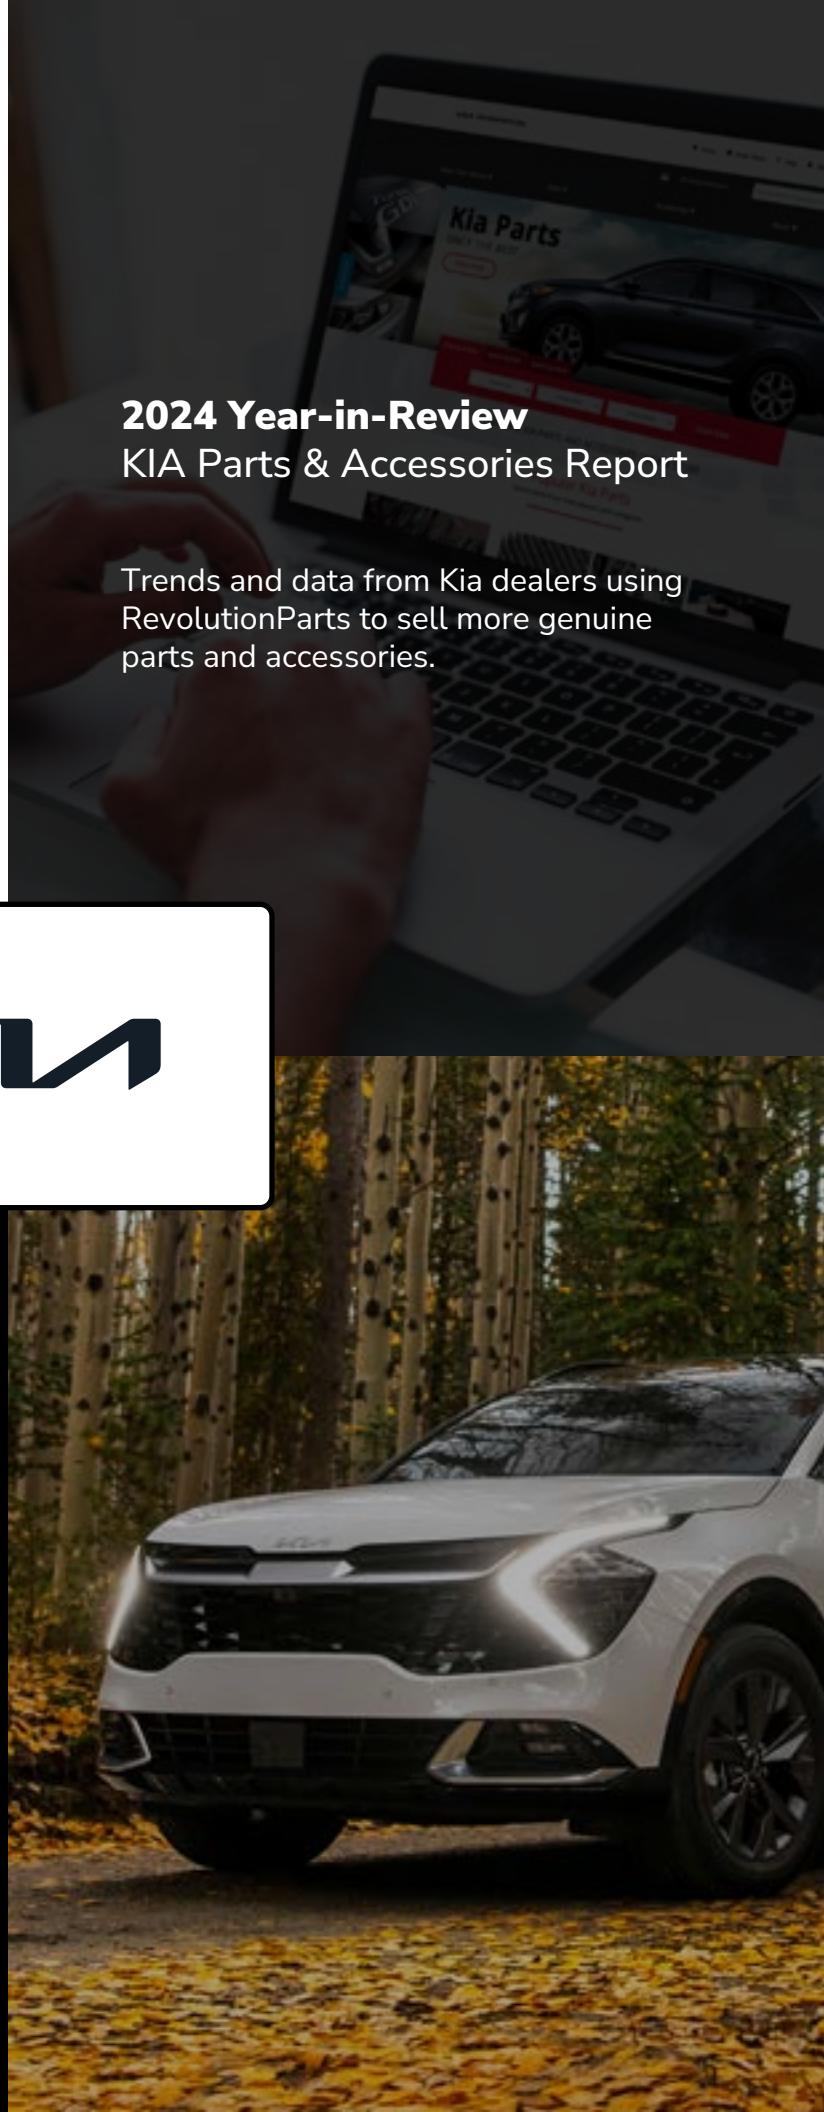 Kia Parts
2024 Year-in-Review
KIA Parts & Accessories Report
Trends and data from Kia dealers using
RevolutionParts to sell more genuine
parts and accessories.